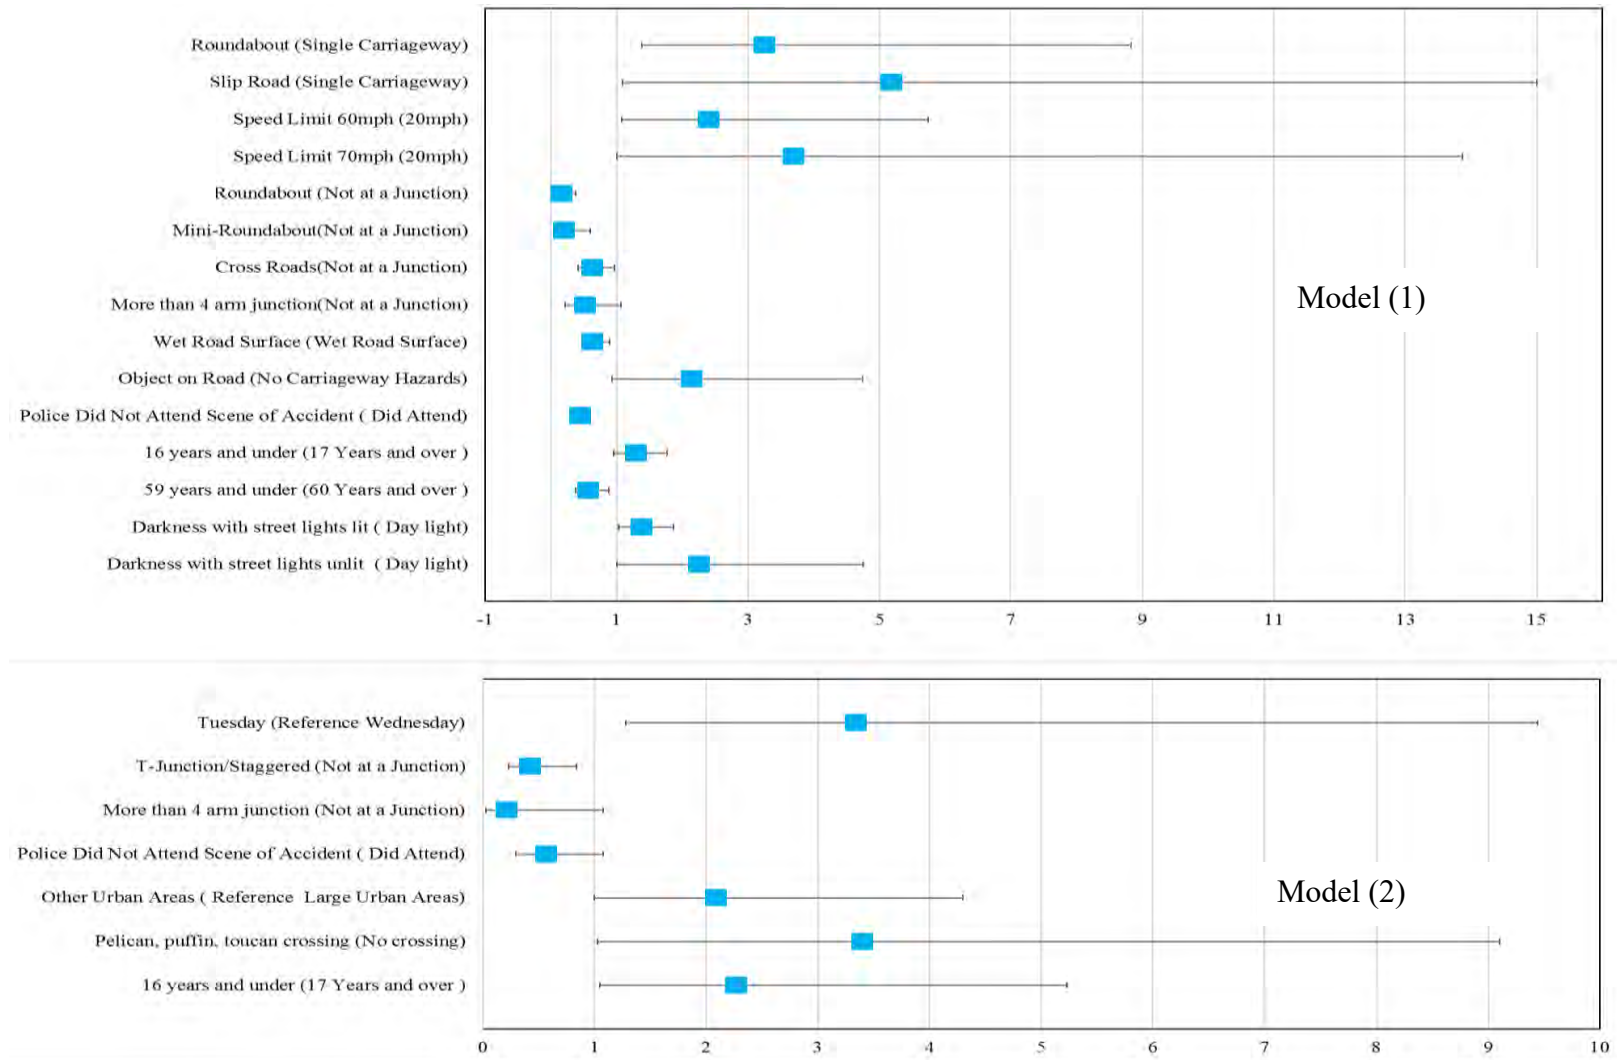 Roundabout (Single Carriageway)
Slip Road (Single Carriageway)
Speed Limit 60mph (20mph)
Speed Limit 70mph (20mph)
Roundabout (Not at a Junction)
Mini-Roundabout(Not at a Junction)
Cross Roads(Not at a Junction)
More than 4 arm junction(Not at a Junction)
Wet Road Surface (Wet Road Surface)
Object on Road (No Carriageway Hazards)
Police Did Not Attend Scene of Accident ( Did Attend)
16 years and under (17 Years and over )
59 years and under (60 Years and over )
Darkness with street lights lit ( Day light)
Darkness with street lights unlit ( Day light)
Model (1)
-1 1 3 5 7 9 11 13 15
Tuesday (Reference Wednesday)
T-Junction/Staggered (Not at a Junction)
More than 4 arm junction (Not at a Junction)
Police Did Not Attend Scene of Accident ( Did Attend)
Other Urban Areas ( Reference Large Urban Areas)
Pelican, puffin, toucan crossing (No crossing)
16 years and under (17 Years and over )
Model (2)
0 1 2 3 4 5 6 7 8 9 10